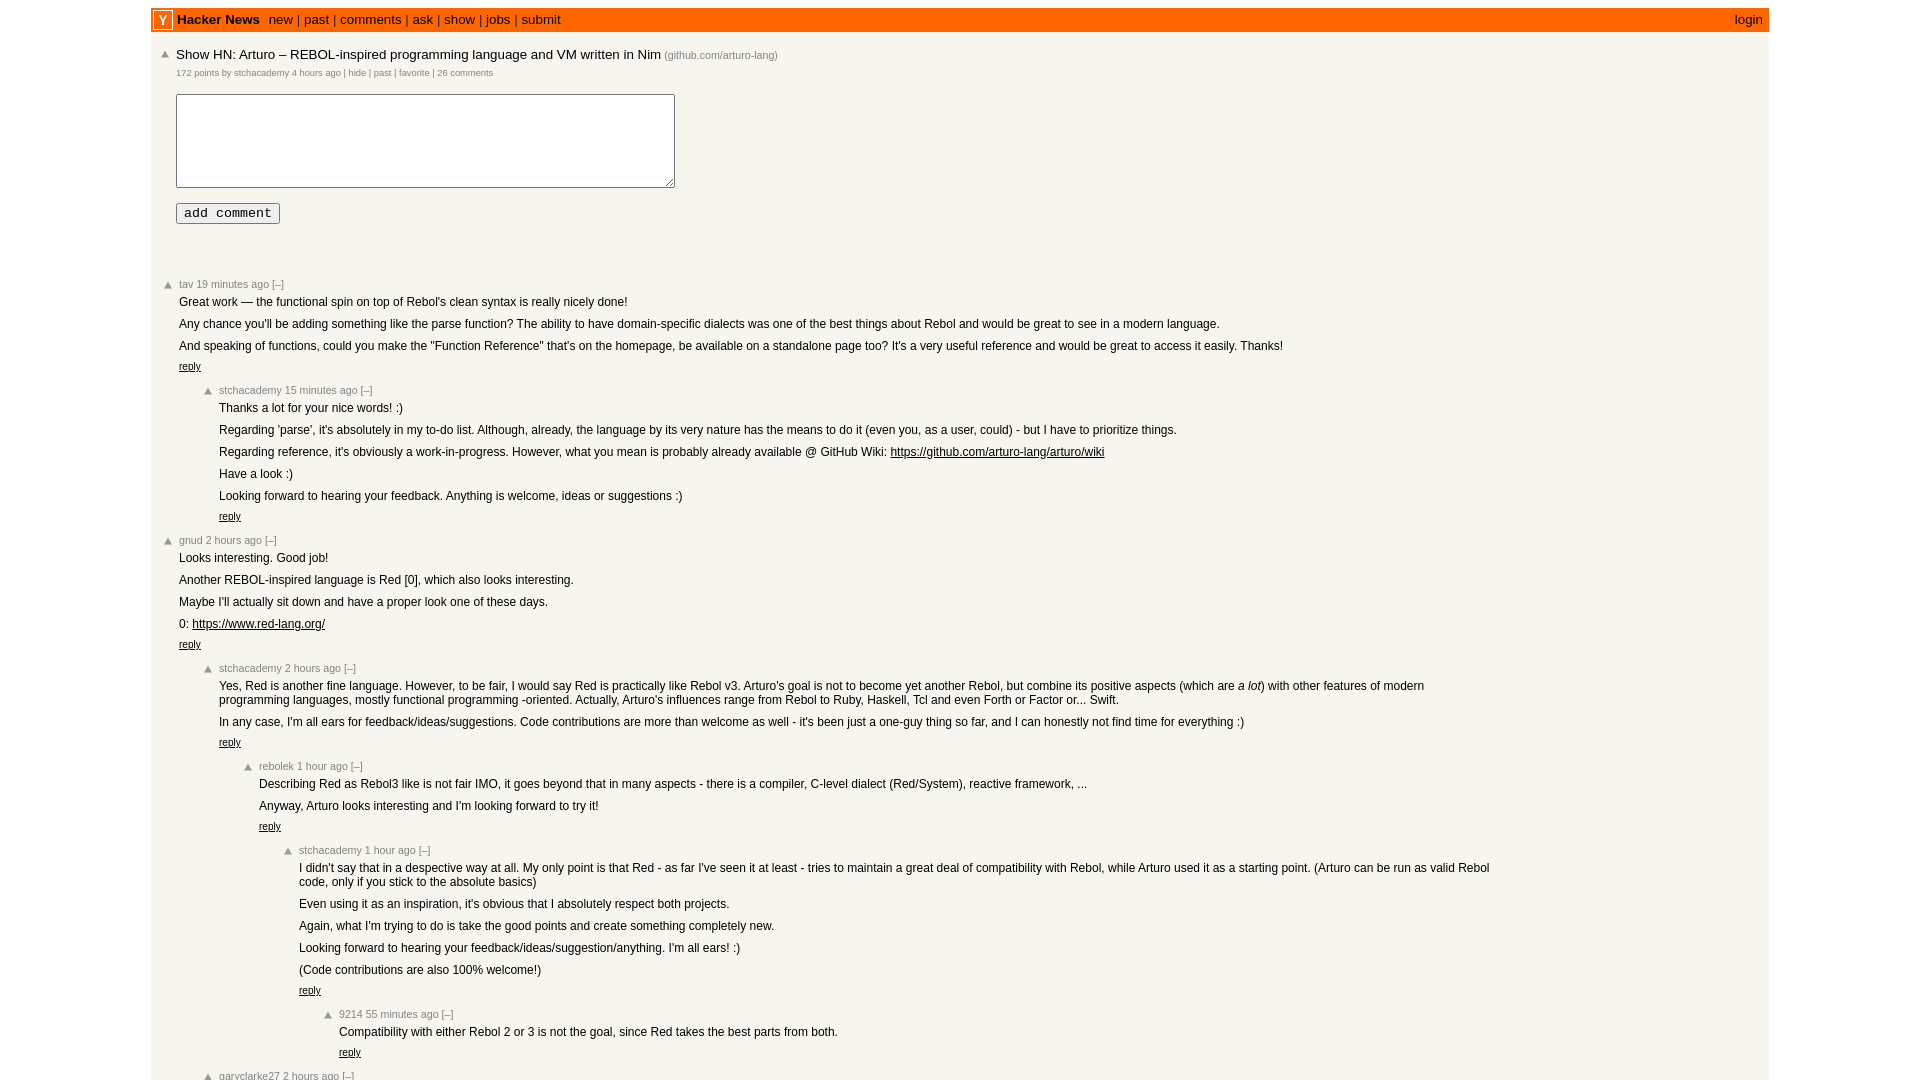 Y Hacker News new | past | comments | ask | show | jobs | submit login
Show HN: Arturo – REBOL-inspired programming language and VM written in Nim (github.com/arturo-lang)
172 points by stchacademy 4 hours ago | hide | past | favorite | 26 comments
add comment
tav 19 minutes ago [–]
Great work — the functional spin on top of Rebol's clean syntax is really nicely done!
Any chance you'll be adding something like the parse function? The ability to have domain-specific dialects was one of the best things about Rebol and would be great to see in a modern language.
And speaking of functions, could you make the "Function Reference" that's on the homepage, be available on a standalone page too? It's a very useful reference and would be great to access it easily. Thanks!
reply
stchacademy 15 minutes ago [–]
Thanks a lot for your nice words! :)
Regarding 'parse', it's absolutely in my to-do list. Although, already, the language by its very nature has the means to do it (even you, as a user, could) - but I have to prioritize things.
Regarding reference, it's obviously a work-in-progress. However, what you mean is probably already available @ GitHub Wiki: https://github.com/arturo-lang/arturo/wiki
Have a look :)
Looking forward to hearing your feedback. Anything is welcome, ideas or suggestions :)
reply
gnud 2 hours ago [–]
Looks interesting. Good job!
Another REBOL-inspired language is Red [0], which also looks interesting.
Maybe I'll actually sit down and have a proper look one of these days.
0: https://www.red-lang.org/
reply
stchacademy 2 hours ago [–]
Yes, Red is another fine language. However, to be fair, I would say Red is practically like Rebol v3. Arturo's goal is not to become yet another Rebol, but combine its positive aspects (which are a lot) with other features of modern
programming languages, mostly functional programming -oriented. Actually, Arturo's influences range from Rebol to Ruby, Haskell, Tcl and even Forth or Factor or... Swift.
In any case, I'm all ears for feedback/ideas/suggestions. Code contributions are more than welcome as well - it's been just a one-guy thing so far, and I can honestly not find time for everything :)
reply
rebolek 1 hour ago [–]
Describing Red as Rebol3 like is not fair IMO, it goes beyond that in many aspects - there is a compiler, C-level dialect (Red/System), reactive framework, ...
Anyway, Arturo looks interesting and I'm looking forward to try it!
reply
stchacademy 1 hour ago [–]
I didn't say that in a despective way at all. My only point is that Red - as far I've seen it at least - tries to maintain a great deal of compatibility with Rebol, while Arturo used it as a starting point. (Arturo can be run as valid Rebol
code, only if you stick to the absolute basics)
Even using it as an inspiration, it's obvious that I absolutely respect both projects.
Again, what I'm trying to do is take the good points and create something completely new.
Looking forward to hearing your feedback/ideas/suggestion/anything. I'm all ears! :)
(Code contributions are also 100% welcome!)
reply
9214 55 minutes ago [–]
Compatibility with either Rebol 2 or 3 is not the goal, since Red takes the best parts from both.
reply
garyclarke27 2 hours ago [–]